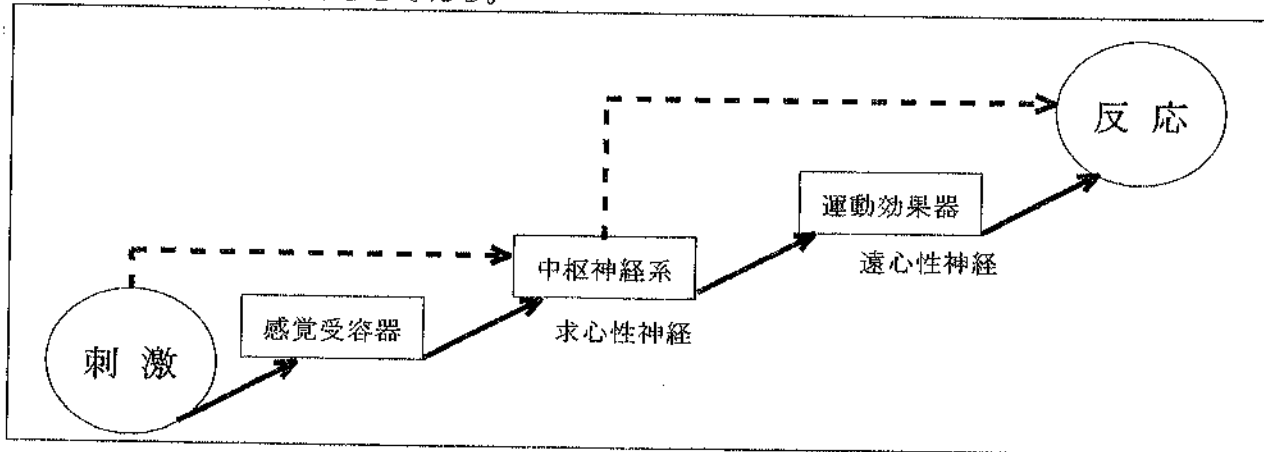 反応
運動効果器
遠心性神経
中枢神経系
求心性神経
感覚受容器
刺激